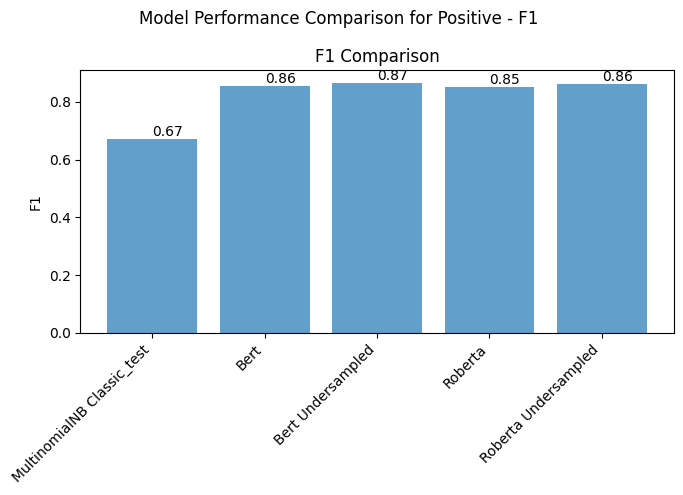 Model Performance Comparison for Positive - F1
F1 Comparison
F1
0.8
0.6
0.4
0.2
0.0
0.67
0.86
0.87
0.85
0.86
MultinomialNB Classic_test
Bert
Bert Undersampled
Roberta
Roberta Undersampled